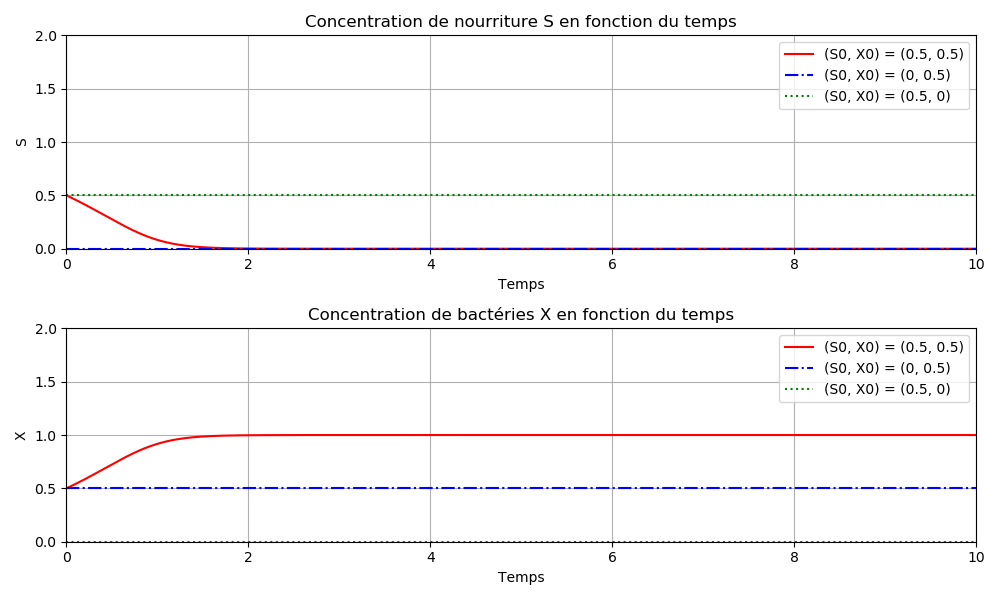 Concentration de nourriture S en fonction du temps
2.0
1.5
1.0
0.5
0.0
S
(S0, X0) = (0.5, 0.5)
(S0, X0) = (0, 0.5)
(S0, X0) = (0.5, 0)
0 2 4 6 8 10
Temps
Concentration de bactéries X en fonction du temps
2.0
1.5
1.0
0.5
0.0
X
(S0, X0) = (0.5, 0.5)
(S0, X0) = (0, 0.5)
(S0, X0) = (0.5, 0)
0 2 4 6 8 10
Temps